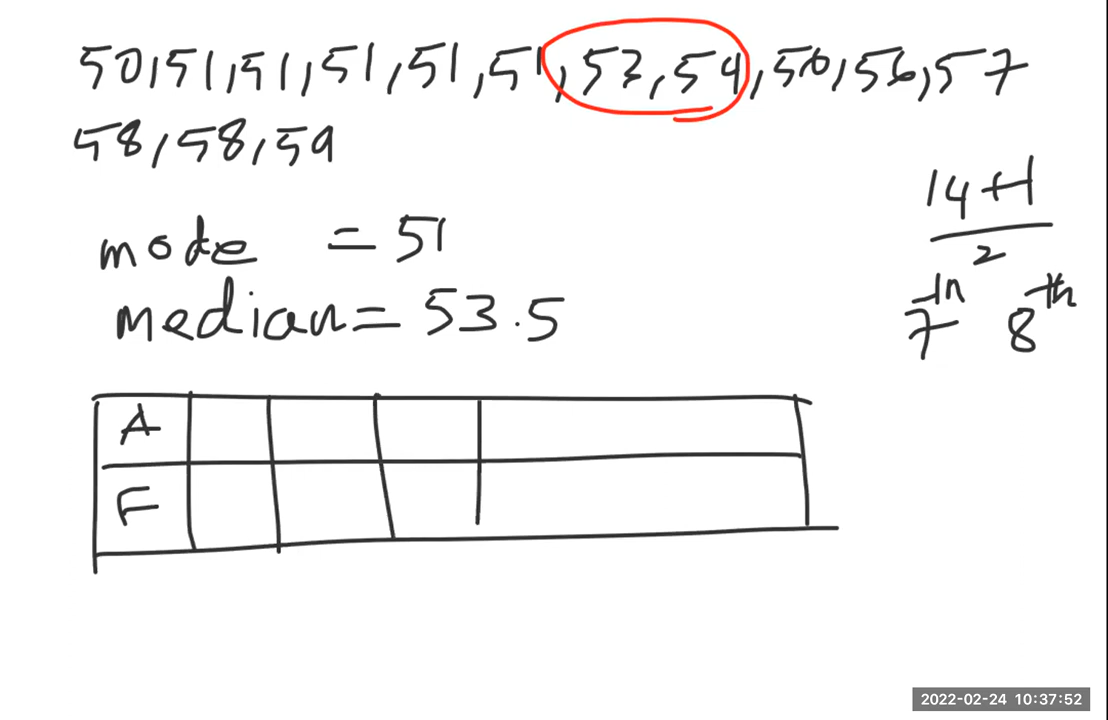 50,51,51,51,51,51,53,54,56,56,57
58,58,59
14+1
2
mode = 51
7th 8th
median = 53.5
A
F
2022-02-24 10:37:52